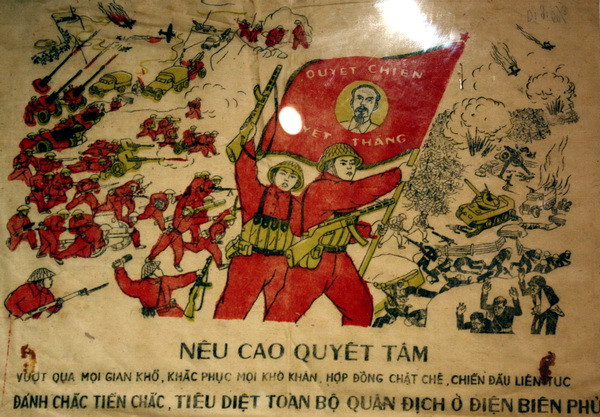 QUYẾT CHIẾN
QUYẾT THẮNG
NÊU CAO QUYẾT TÂM
VƯỢT QUA MỌI GIAN KHỔ, KHẮC PHỤC MỌI KHÓ KHĂN, HỢP ĐỒNG CHẶT CHẼ, CHIẾN ĐẤU LIÊN TỤC
ĐÁNH CHẮC TIẾN CHẮC, TIÊU DIỆT TOÀN BỘ QUÂN ĐỊCH Ở ĐIỆN BIÊN PHỦ